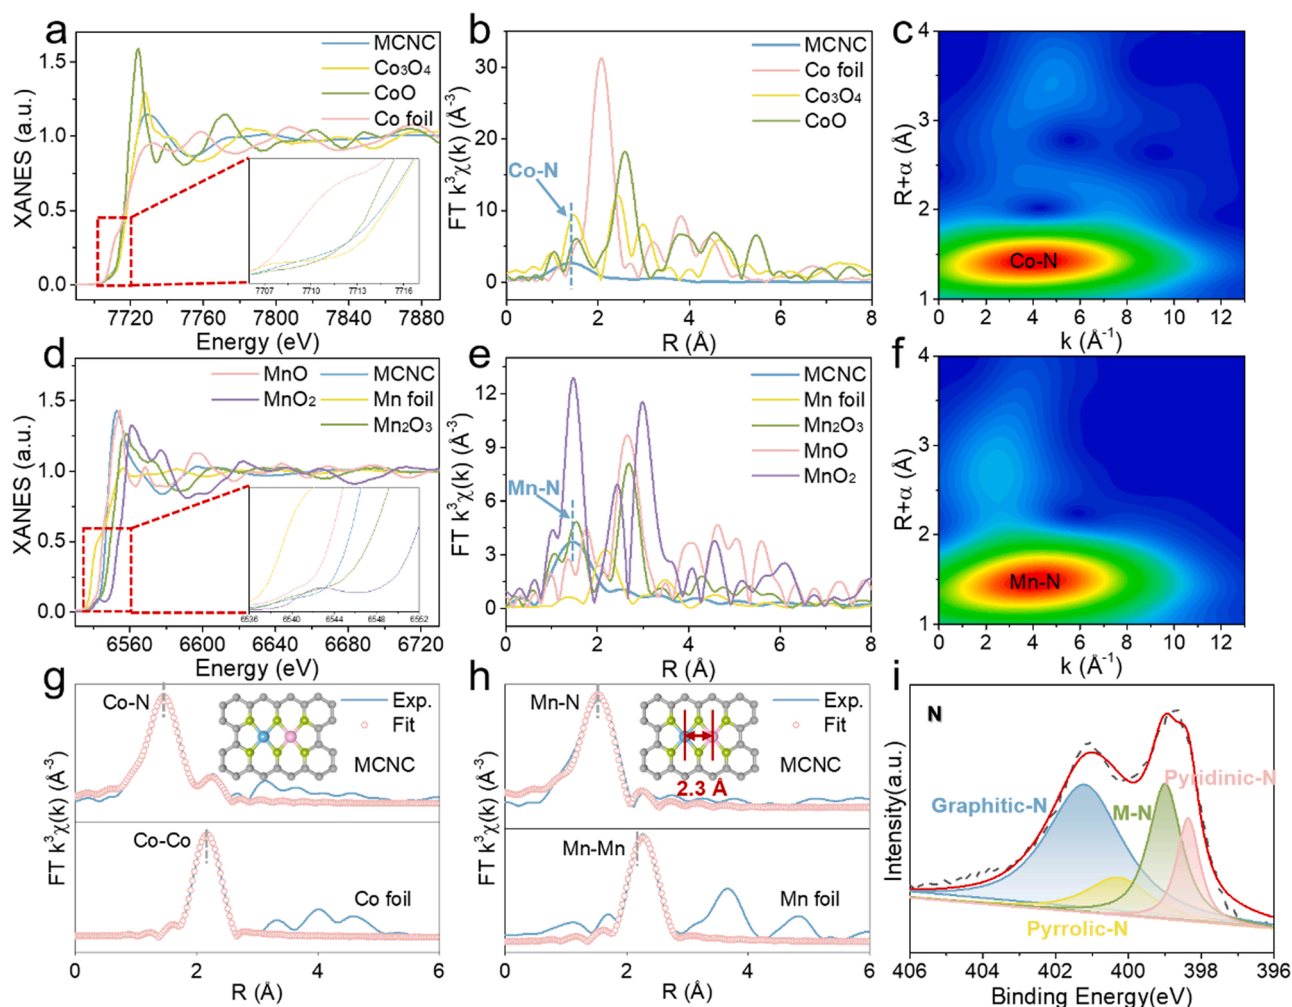 a
XANES (a.u.)
1.5
1.0
0.5
0.0
MCNC
Co₃O₄
CoO
Co foil
7707 7710 7713 7716
7720 7760 7800 7840 7880
Energy (eV)
b
FT k³χ(k) (Å⁻³)
30
20
10
0
MCNC
Co foil
Co₃O₄
CoO
Co-N
0 2 4 6 8
R (Å)
c
R+α (Å)
4
3
2
1
Co-N
0 2 4 6 8 10 12
k (Å⁻¹)
d
XANES (a.u.)
1.5
1.0
0.5
0.0
MnO
MnO₂
MCNC
Mn foil
Mn₂O₃
6536 6540 6544 6548 6552
6560 6600 6640 6680 6720
Energy (eV)
e
FT k³χ(k) (Å⁻³)
12
9
6
3
0
MCNC
Mn foil
Mn₂O₃
MnO
MnO₂
Mn-N
0 2 4 6 8
R (Å)
f
R+α (Å)
4
3
2
1
Mn-N
0 2 4 6 8 10 12
k (Å⁻¹)
g
FT k³χ(k) (Å⁻³)
Co-N
Exp.
Fit
MCNC
Co-Co
Co foil
0 2 4 6
R (Å)
h
FT k³χ(k) (Å⁻³)
Mn-N
Exp.
Fit
MCNC
2.3 Å
Mn-Mn
Mn foil
0 2 4 6
R (Å)
i
Intensity(a.u.)
N
Pyridinic-N
Graphitic-N
M-N
Pyrrolic-N
406 404 402 400 398 396
Binding Energy(eV)